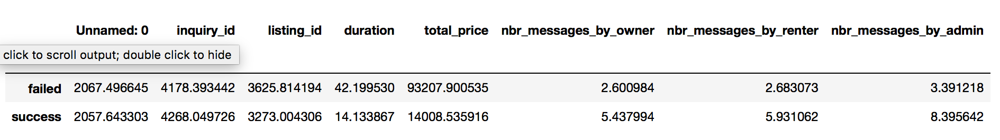 Unnamed: 0 inquiry_id listing_id duration total_price nbr_messages_by_owner nbr_messages_by_renter nbr_messages_by_admin
click to scroll output; double click to hide
failed 2067.496645 4178.393442 3625.814194 42.199530 93207.900535 2.600984 2.683073 3.391218
success 2057.643303 4268.049726 3273.004306 14.133867 14008.535916 5.437994 5.931062 8.395642